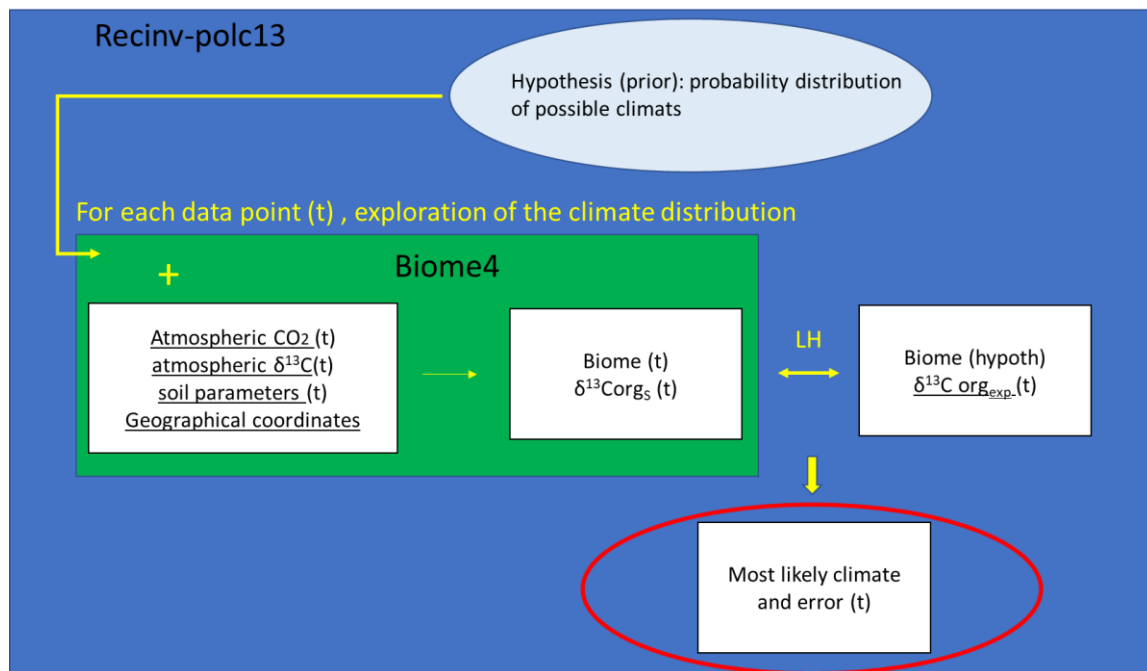 Recinv-polc13
Hypothesis (prior): probability distribution
of possible climats
For each data point (t) , exploration of the climate distribution
+
Biome4
Atmospheric CO₂ (t)
atmospheric δ¹³C(t)
soil parameters (t)
Geographical coordinates
Biome (t)
δ¹³Corgₛ (t)
LH
Biome (hypoth)
δ¹³C orgₑₓₚ (t)
Most likely climate
and error (t)